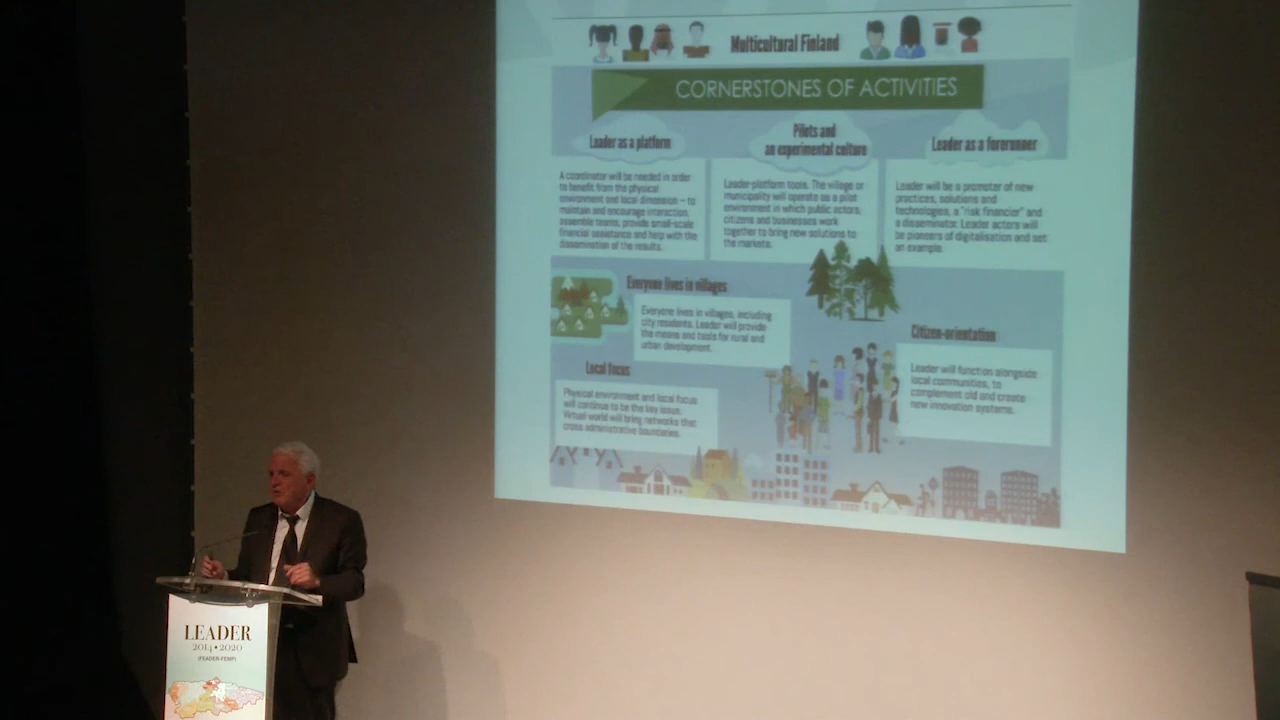 Multicultural Finland
CORNERSTONES OF ACTIVITIES
Leader as a platform
A coordinator will be needed in order
to benefit from the physical
environment and local dimension – to
maintain and encourage interaction,
assemble teams, provide small-scale
financial assistance and help with the
dissemination of the results.
Pilots and
an experimental culture
Leader-platform tools. The village or
municipality will operate as a pilot
environment in which public actors,
citizens and businesses work
together to bring new solutions to
the markets.
Leader as a forerunner
Leader will be a promoter of new
practices, solutions and
technologies, a "risk financier" and
a disseminator. Leader actors will
be pioneers of digitalisation and set
an example.
Everyone lives in villages
Everyone lives in villages, including
city residents. Leader will provide
the means and tools for rural and
urban development.
Citizen-orientation
Leader will function alongside
local communities, to
complement old and create
new innovation systems.
Local focus
Physical environment and local focus
will continue to be the key issue.
Virtual world will bring networks that
cross administrative boundaries.
LEADER
2014•2020
(FEADER-FEMP)